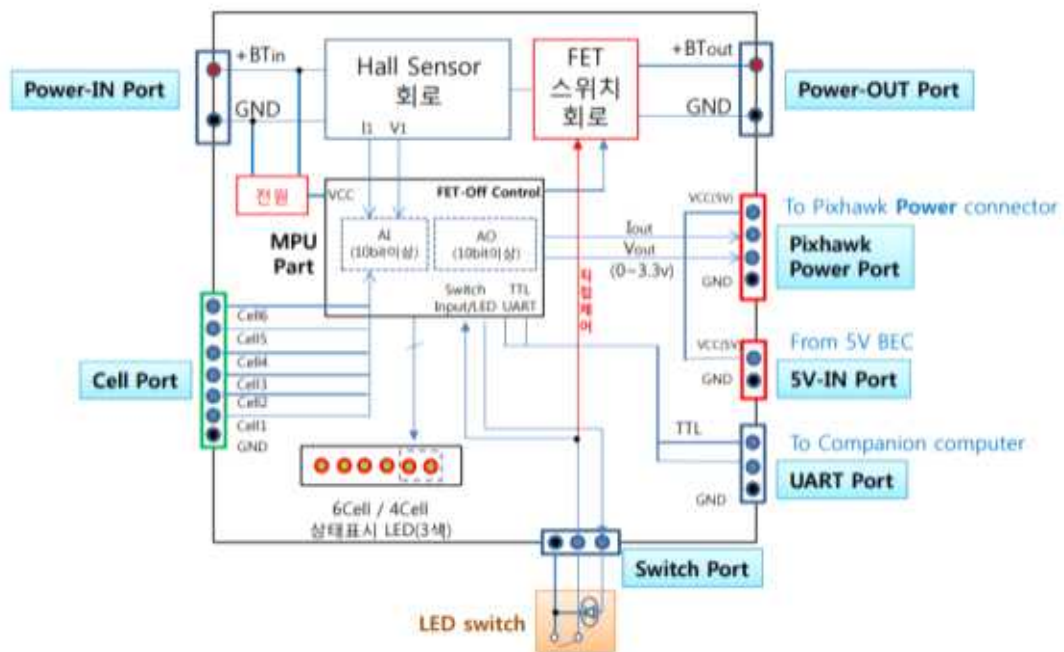 +BTin
Power-IN Port
GND
Hall Sensor
회로
I1 V1
FET
스위치
회로
+BTout
GND
Power-OUT Port
전원
VCC
FET-Off Control
MPU
Part
AI
(10bit이상)
AO
(10bit이상)
Switch
Input/LED
TTL
UART
Iout
Vout
(0~3.3v)
직접제어
VCC(5V)
GND
To Pixhawk Power connector
Pixhawk
Power Port
VCC(5V
GND
From 5V BEC
5V-IN Port
TTL
GND
To Companion computer
UART Port
Cell Port
Cell6
Cell5
Cell4
Cell3
Cell2
Cell1
GND
6Cell / 4Cell
상태표시 LED(3색)
Switch Port
LED switch